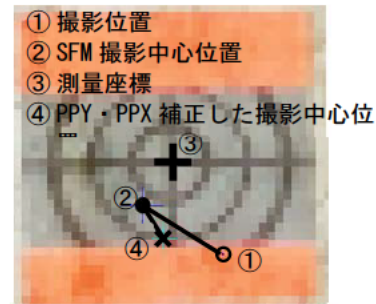 ① 撮影位置
② SFM 撮影中心位置
③ 測量座標
④ PPY・PPX 補正した撮影中心位
③
②
④
①